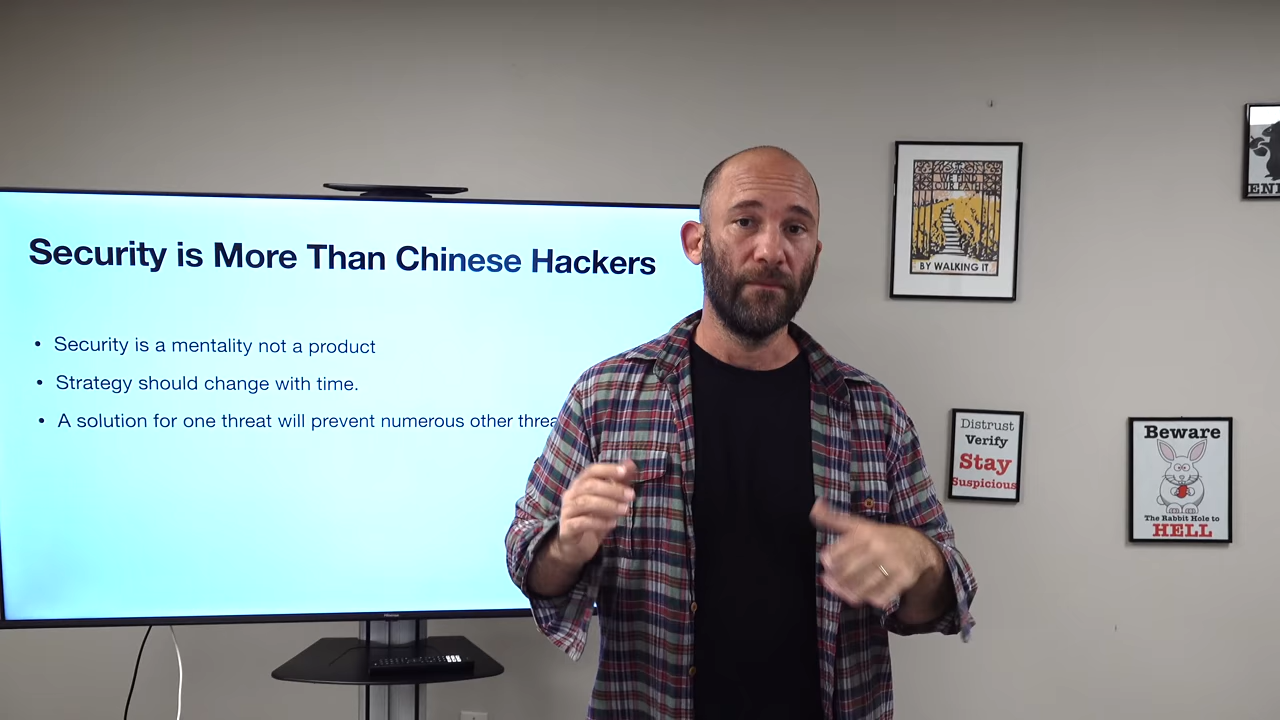 Security is More Than Chinese Hackers
• Security is a mentality not a product
• Strategy should change with time.
• A solution for one threat will prevent numerous other
WE FIND
OUR PATH
BY WALKING IT
Distrust
Verify
Stay
Suspicious
Beware
The Rabbit Hole to
HELL
Hisense